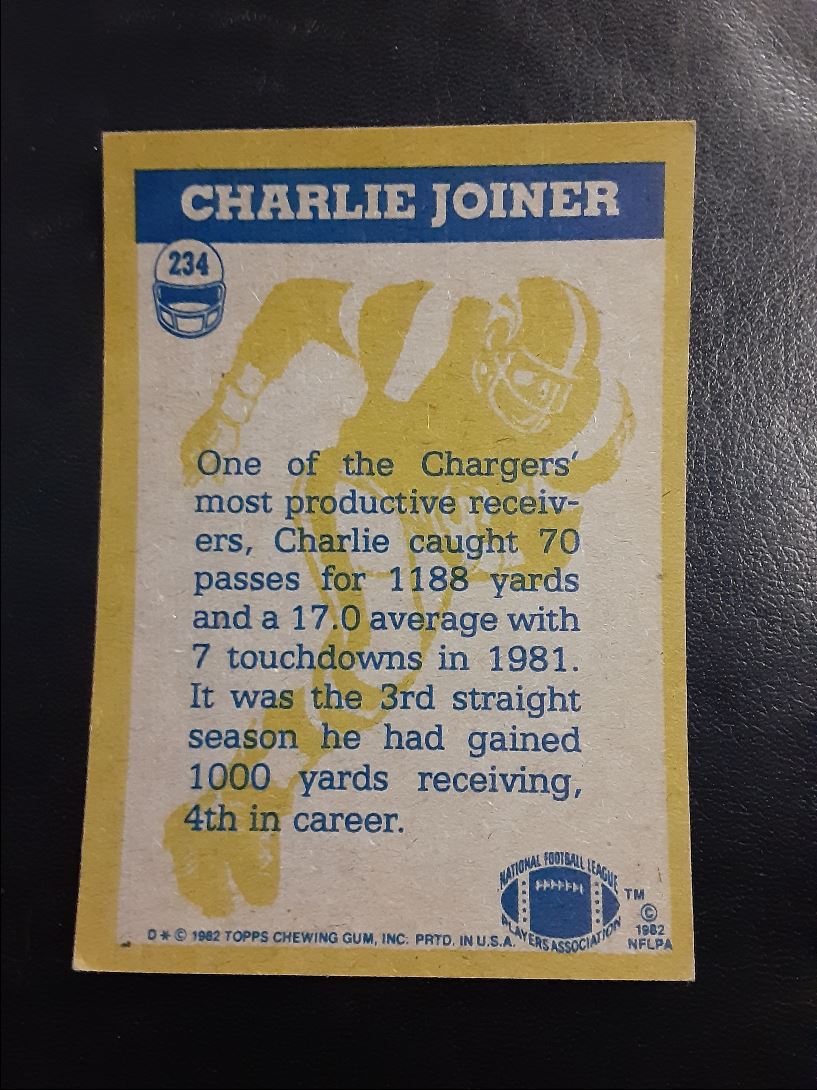 CHARLIE JOINER
234
One of the Chargers'
most productive receiv-
ers, Charlie caught 70
passes for 1188 yards
and a 17.0 average with
7 touchdowns in 1981.
It was the 3rd straight
season he had gained
1000 yards receiving,
4th in career.
NATIONAL FOOTBALL LEAGUE
PLAYERS ASSOCIATION
TM
©
1982
NFLPA
D * © 1982 TOPPS CHEWING GUM, INC. PRTD. IN U.S.A.